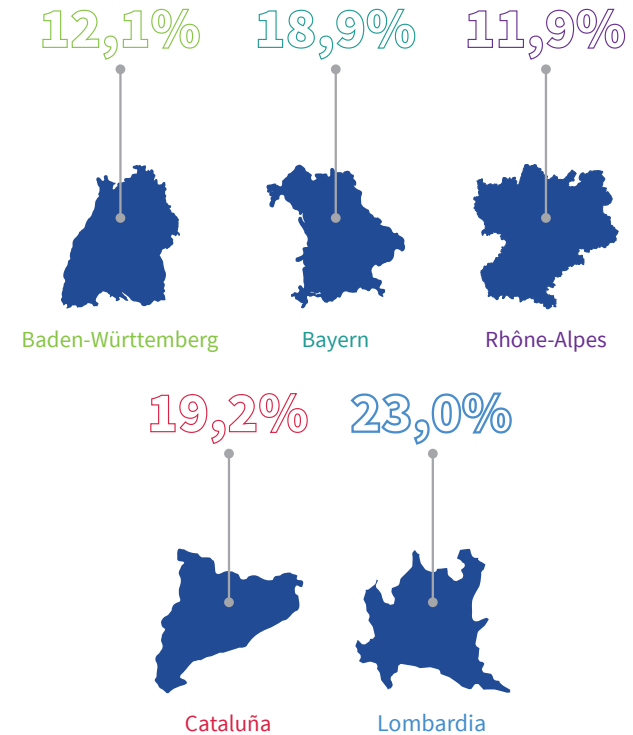 12,1% 18,9% 11,9%
Baden-Württemberg Bayern Rhône-Alpes
19,2% 23,0%
Cataluña Lombardia